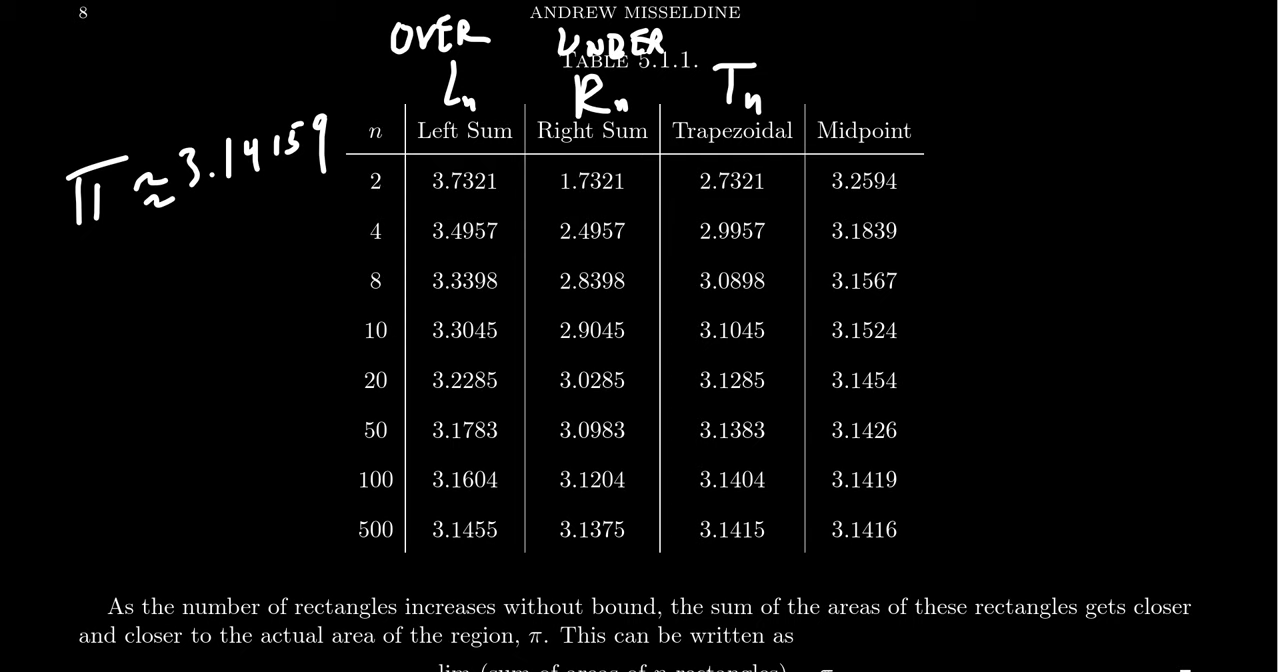 8 ANDREW MISSELDINE
OVER UNDER
TABLE 5.1.1.
Lₙ Rₙ Tₙ
n Left Sum Right Sum Trapezoidal Midpoint
π ≈ 3.14159
2 3.7321 1.7321 2.7321 3.2594
4 3.4957 2.4957 2.9957 3.1839
8 3.3398 2.8398 3.0898 3.1567
10 3.3045 2.9045 3.1045 3.1524
20 3.2285 3.0285 3.1285 3.1454
50 3.1783 3.0983 3.1383 3.1426
100 3.1604 3.1204 3.1404 3.1419
500 3.1455 3.1375 3.1415 3.1416
As the number of rectangles increases without bound, the sum of the areas of these rectangles gets closer
and closer to the actual area of the region, π. This can be written as
lim (sum of areas of n rectangles)